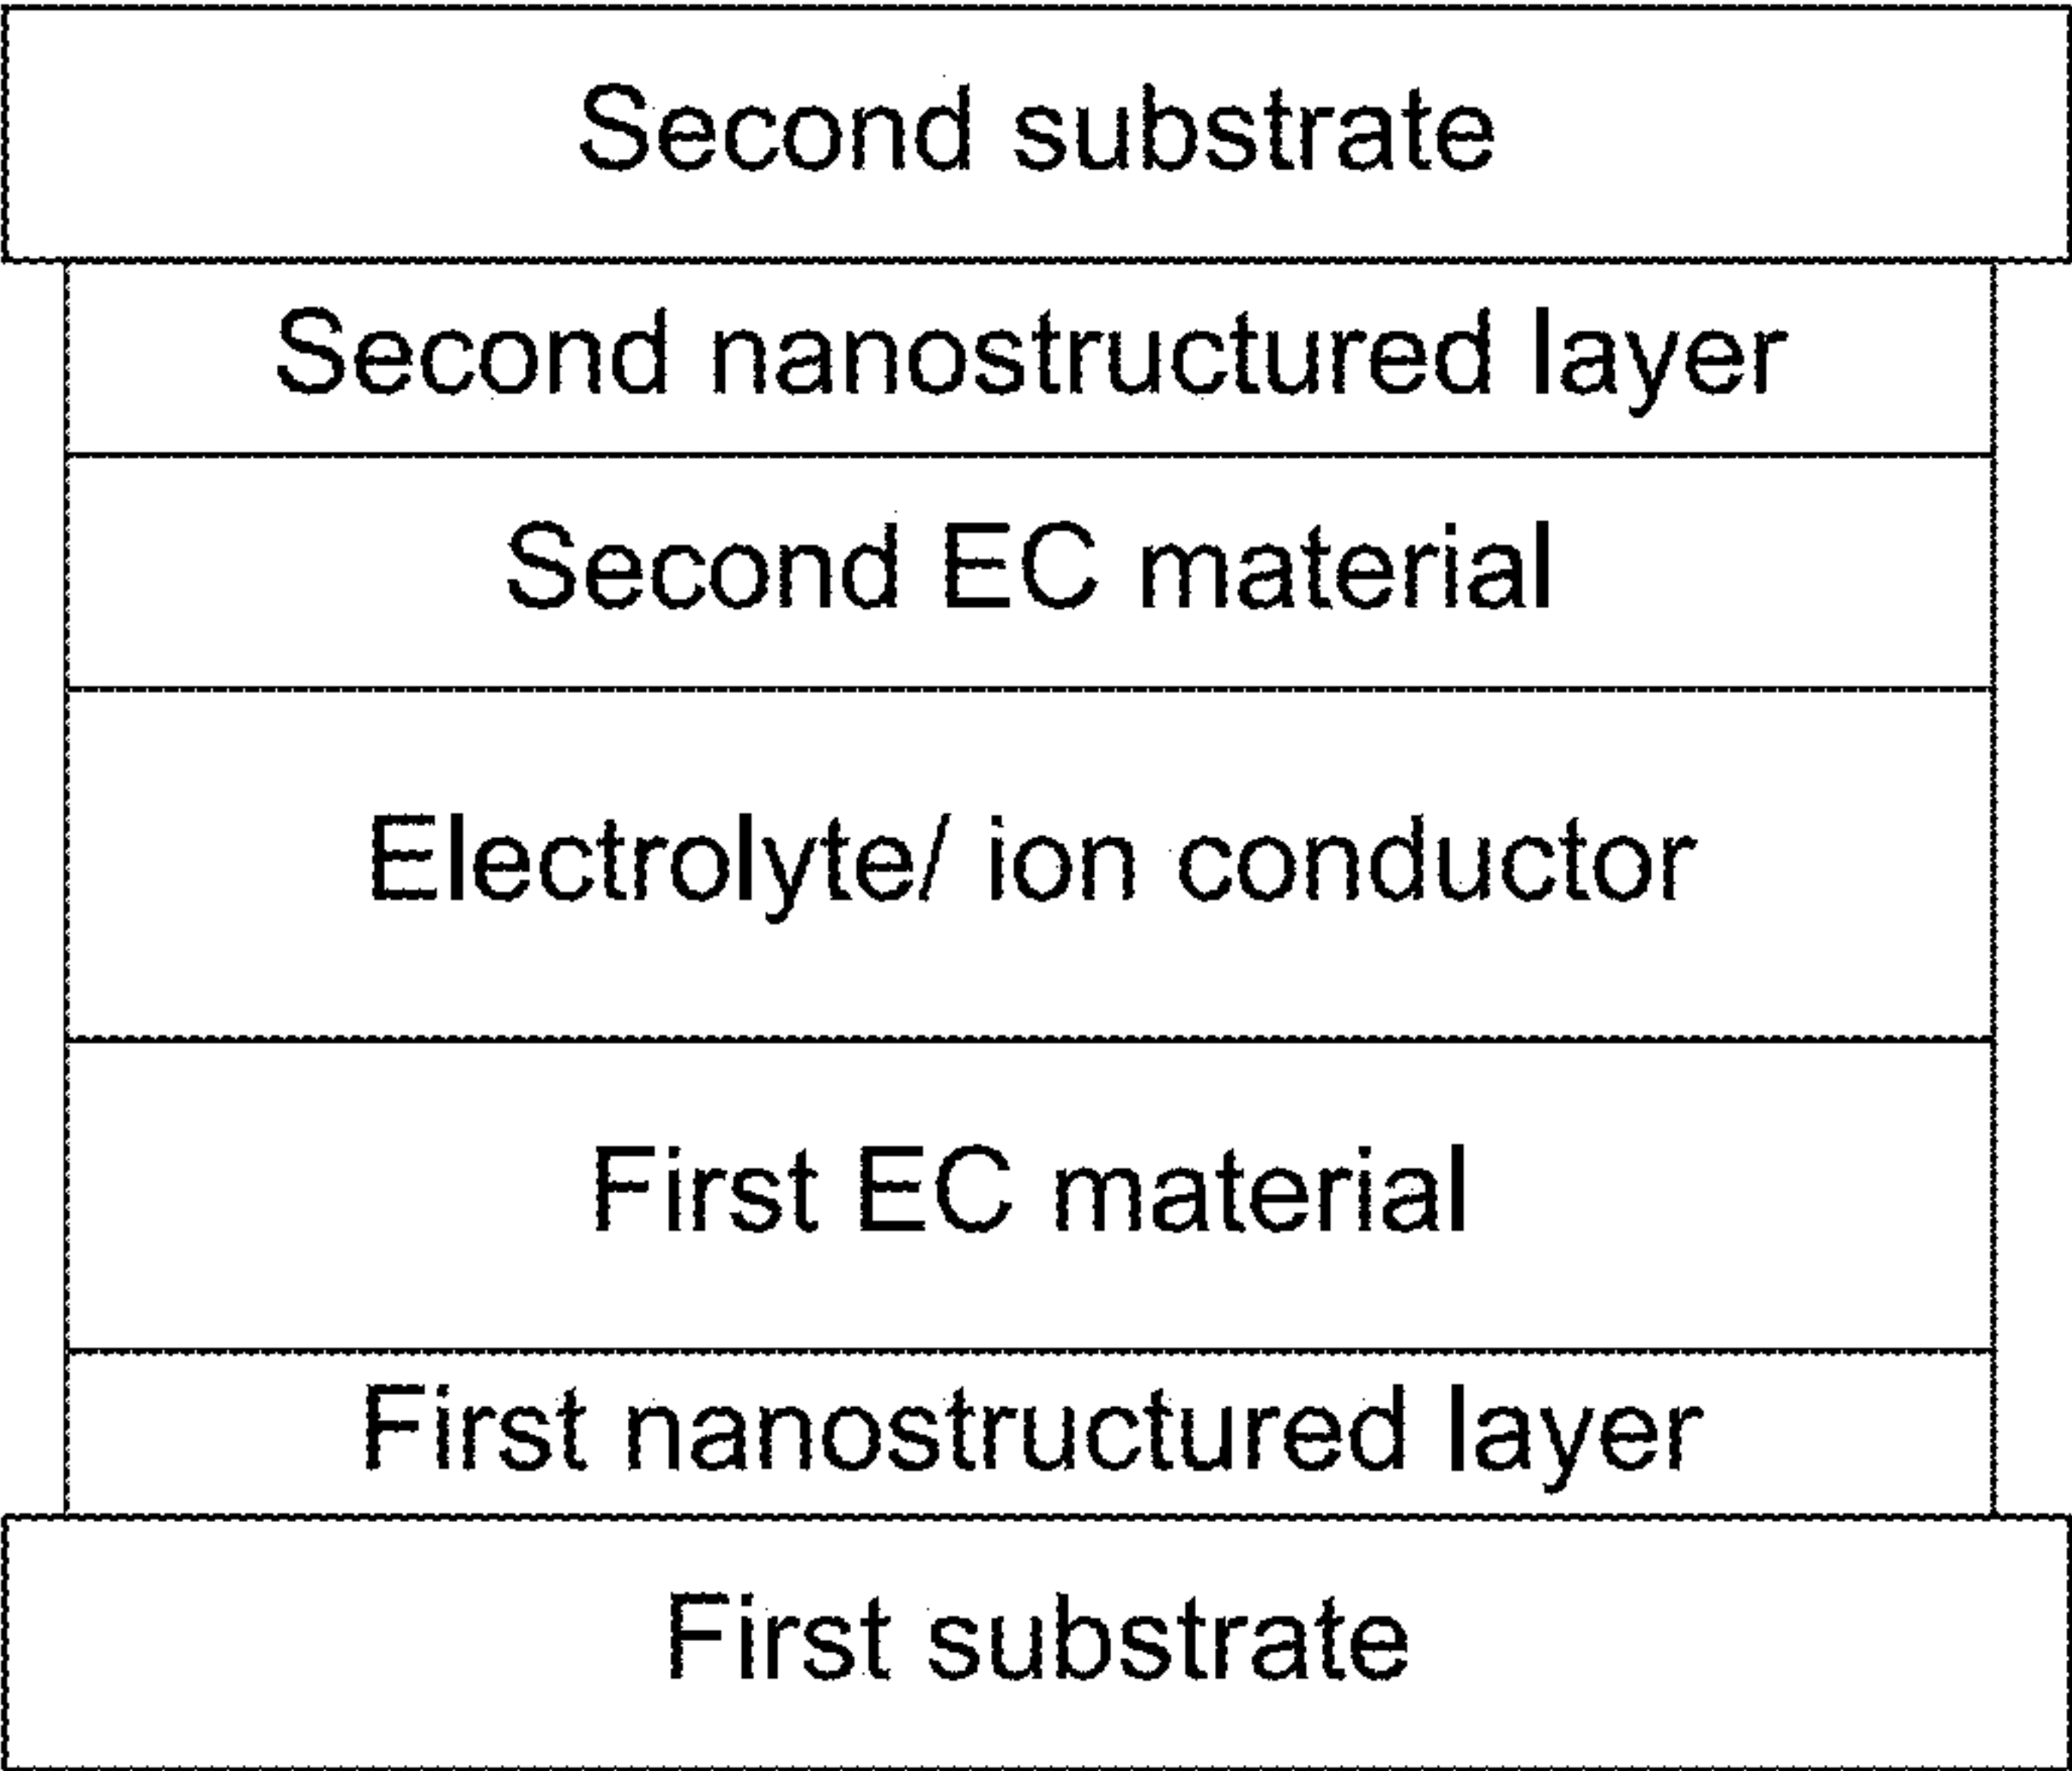 Second substrate
Second nanostructured layer
Second EC material
Electrolyte/ ion conductor
First EC material
First nanostructured layer
First substrate